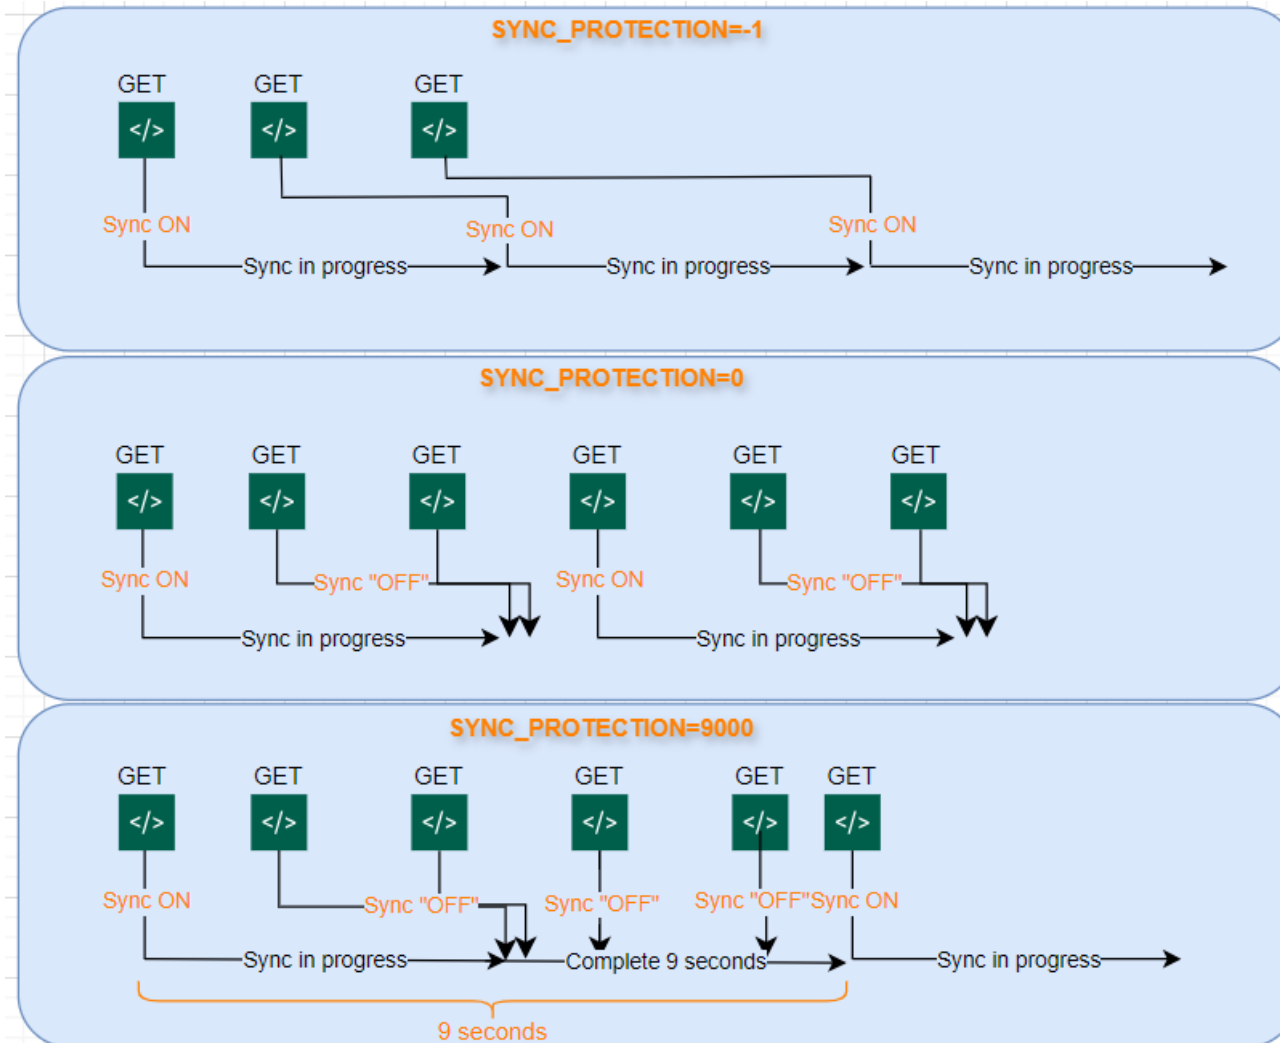 SYNC_PROTECTION=-1
GET GET GET
</> </> </>
Sync ON Sync ON Sync ON
Sync in progress Sync in progress Sync in progress
SYNC_PROTECTION=0
GET GET GET GET GET GET
</> </> </> </> </> </>
Sync ON Sync "OFF" Sync ON Sync "OFF"
Sync in progress Sync in progress
SYNC_PROTECTION=9000
GET GET GET GET GET GET
</> </> </> </> </> </>
Sync ON Sync "OFF" Sync "OFF" Sync "OFF" Sync ON
Sync in progress Complete 9 seconds Sync in progress
9 seconds